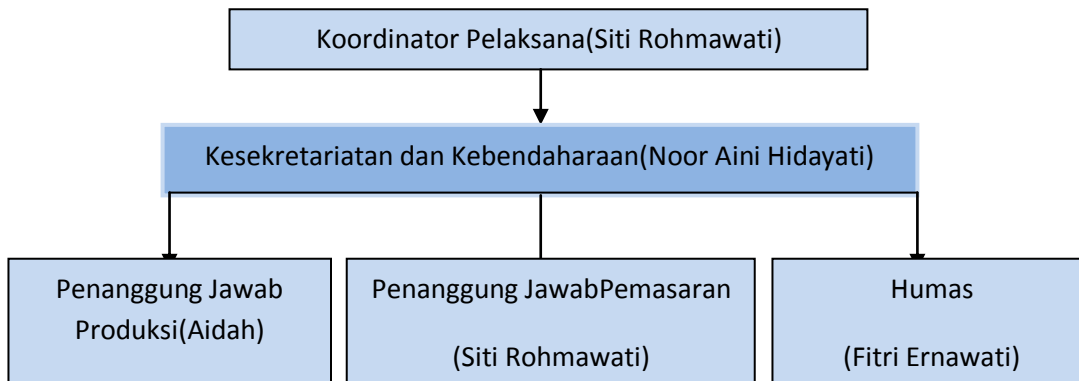 Koordinator Pelaksana(Siti Rohmawati)
Kesekretariatan dan Kebendaharaan(Noor Aini Hidayati)
Penanggung Jawab
Produksi(Aidah)
Penanggung JawabPemasaran
(Siti Rohmawati)
Humas
(Fitri Ernawati)